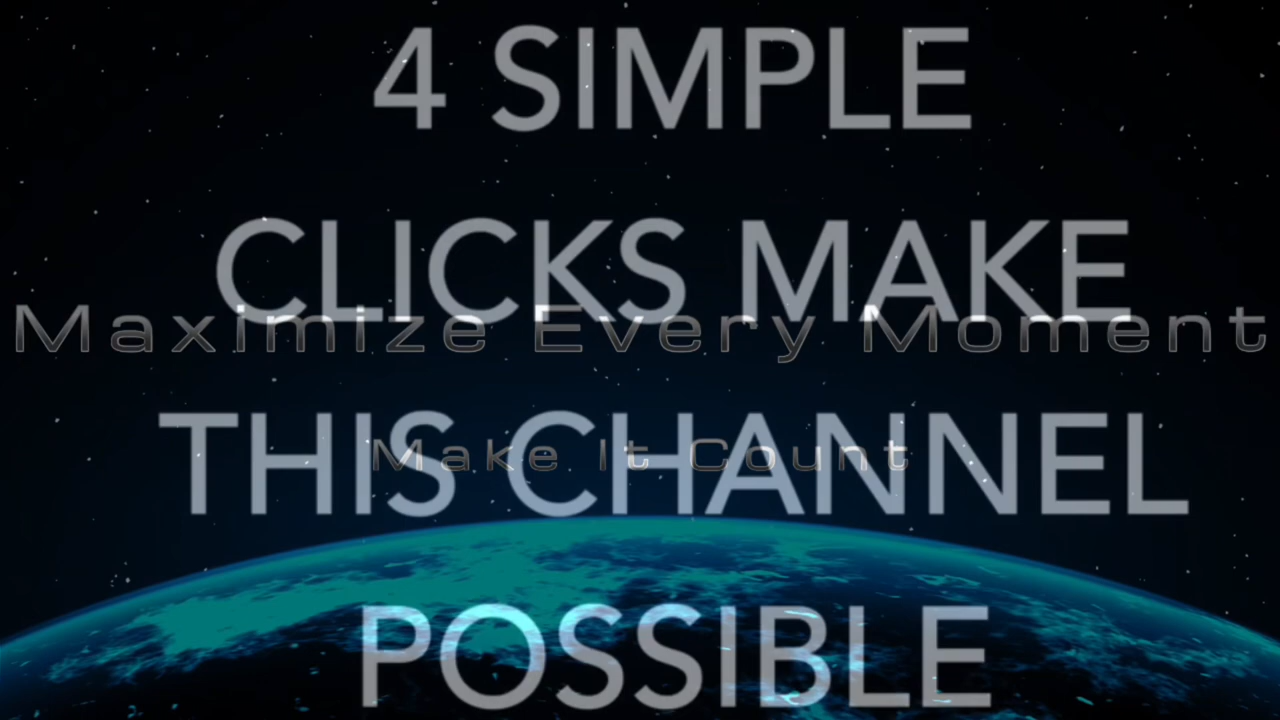 4 SIMPLE
CLICKS MAKE
Maximize Every Moment
THIS CHANNEL
Make It Count
POSSIBLE